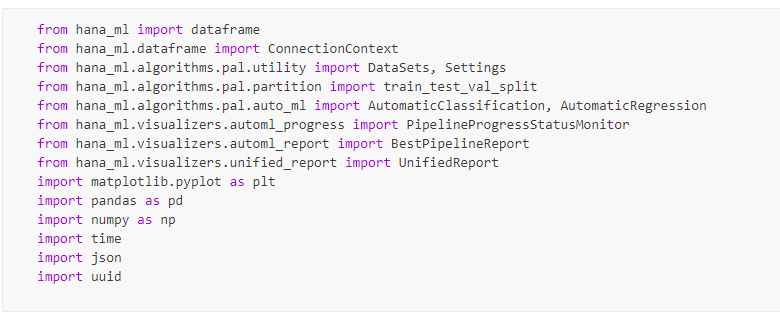 from hana_ml import dataframe
from hana_ml.dataframe import ConnectionContext
from hana_ml.algorithms.pal.utility import DataSets, Settings
from hana_ml.algorithms.pal.partition import train_test_val_split
from hana_ml.algorithms.pal.auto_ml import AutomaticClassification, AutomaticRegression
from hana_ml.visualizers.automl_progress import PipelineProgressStatusMonitor
from hana_ml.visualizers.automl_report import BestPipelineReport
from hana_ml.visualizers.unified_report import UnifiedReport
import matplotlib.pyplot as plt
import pandas as pd
import numpy as np
import time
import json
import uuid